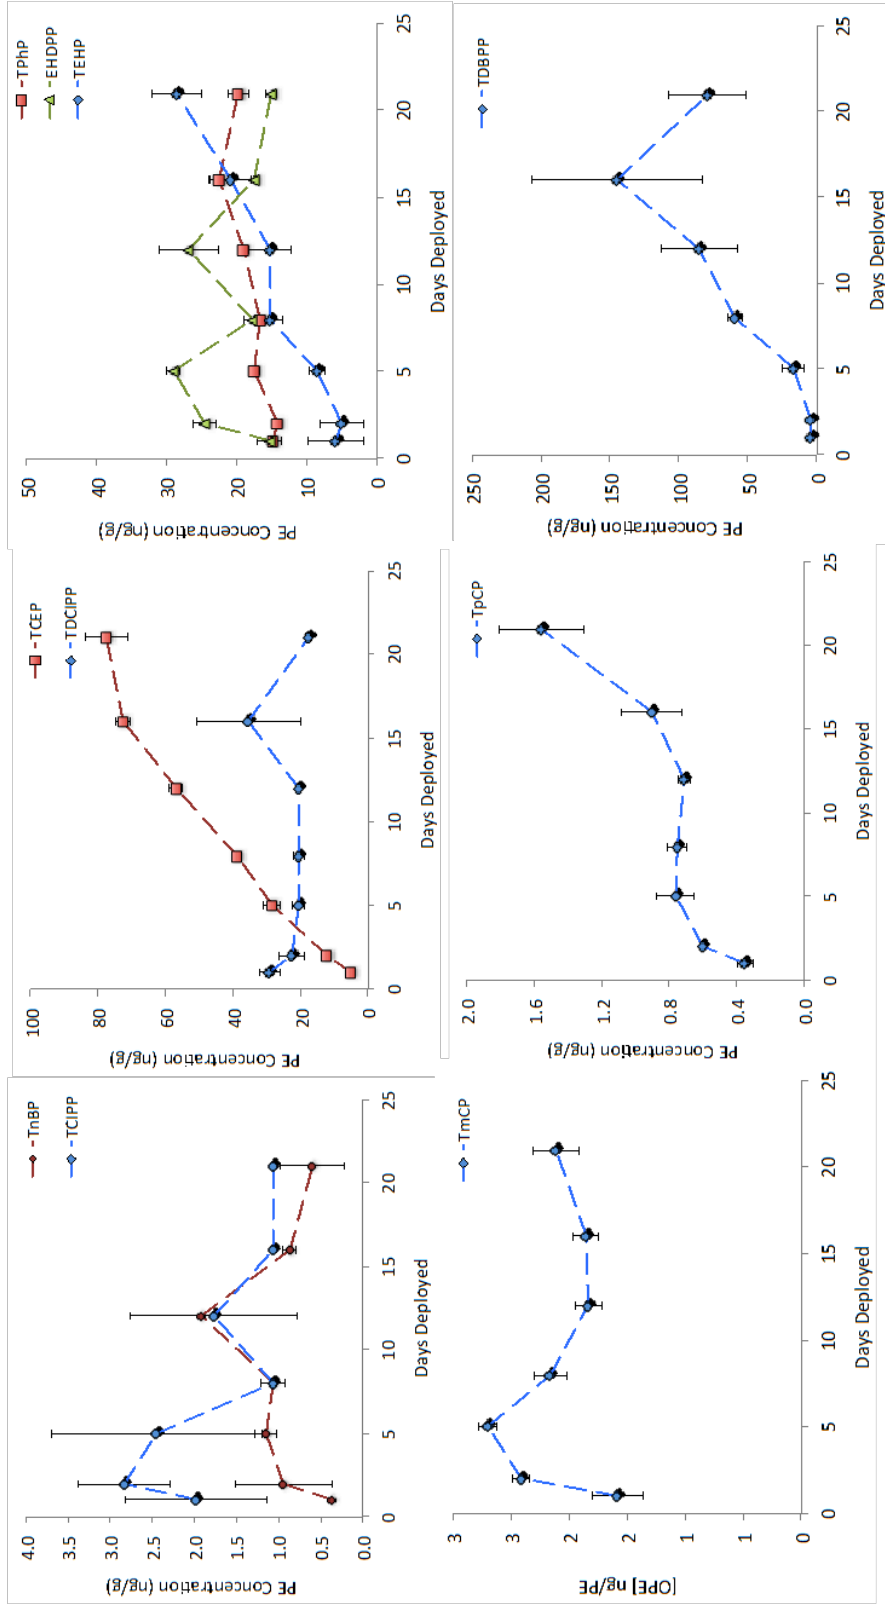 TnBP
TCIPP
PE Concentration (ng/g)
4.0
3.5
3.0
2.5
2.0
1.5
1.0
0.5
0.0
0 5 10 15 20 25
Days Deployed
TCEP
TDCIPP
PE Concentration (ng/g)
100
80
60
40
20
0
0 5 10 15 20 25
Days Deployed
TPhP
EHDPP
TEHP
PE Concentration (ng/g)
50
40
30
20
10
0
0 5 10 15 20 25
Days Deployed
TmCP
[OPE] ng/PE
3
3
2
2
1
1
0
0 5 10 15 20 25
Days Deployed
TpCP
PE Concentration (ng/g)
2.0
1.6
1.2
0.8
0.4
0.0
0 5 10 15 20 25
Days Deployed
TDBPP
PE Concentration (ng/g)
250
200
150
100
50
0
0 5 10 15 20 25
Days Deployed